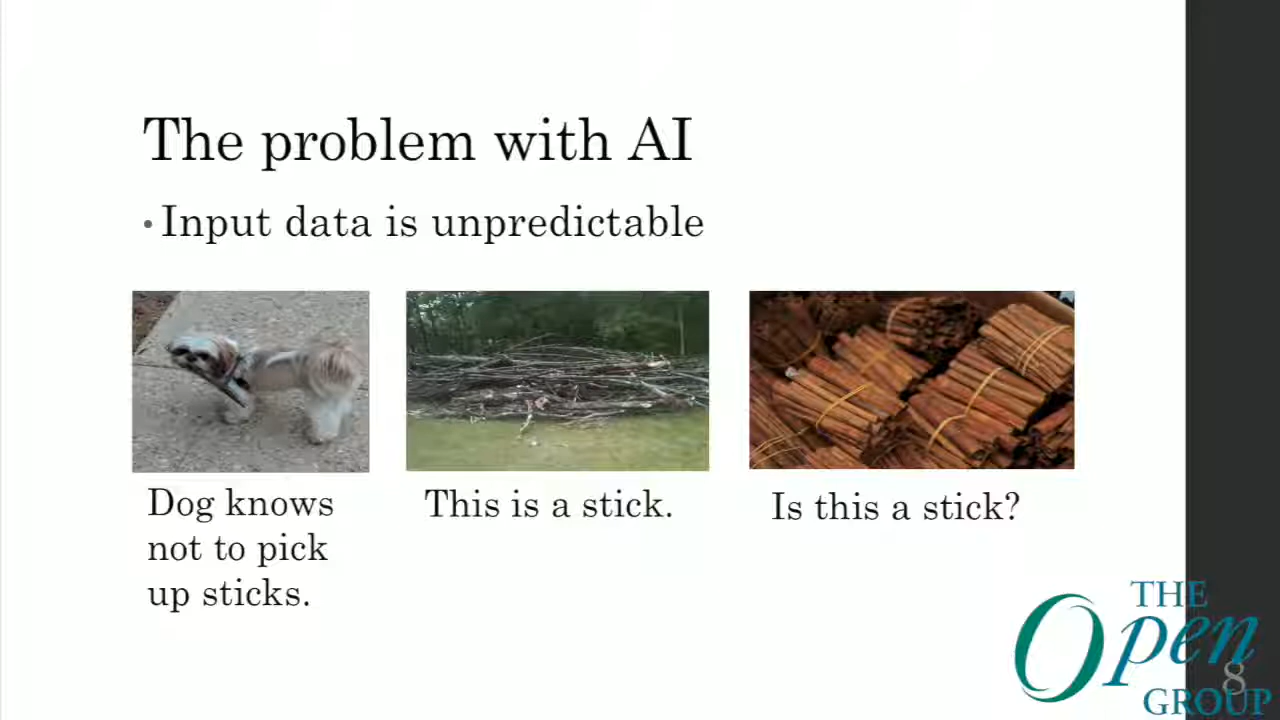 The problem with AI
• Input data is unpredictable
Dog knows
not to pick
up sticks.
This is a stick.
Is this a stick?
THE
Open
GROUP
8